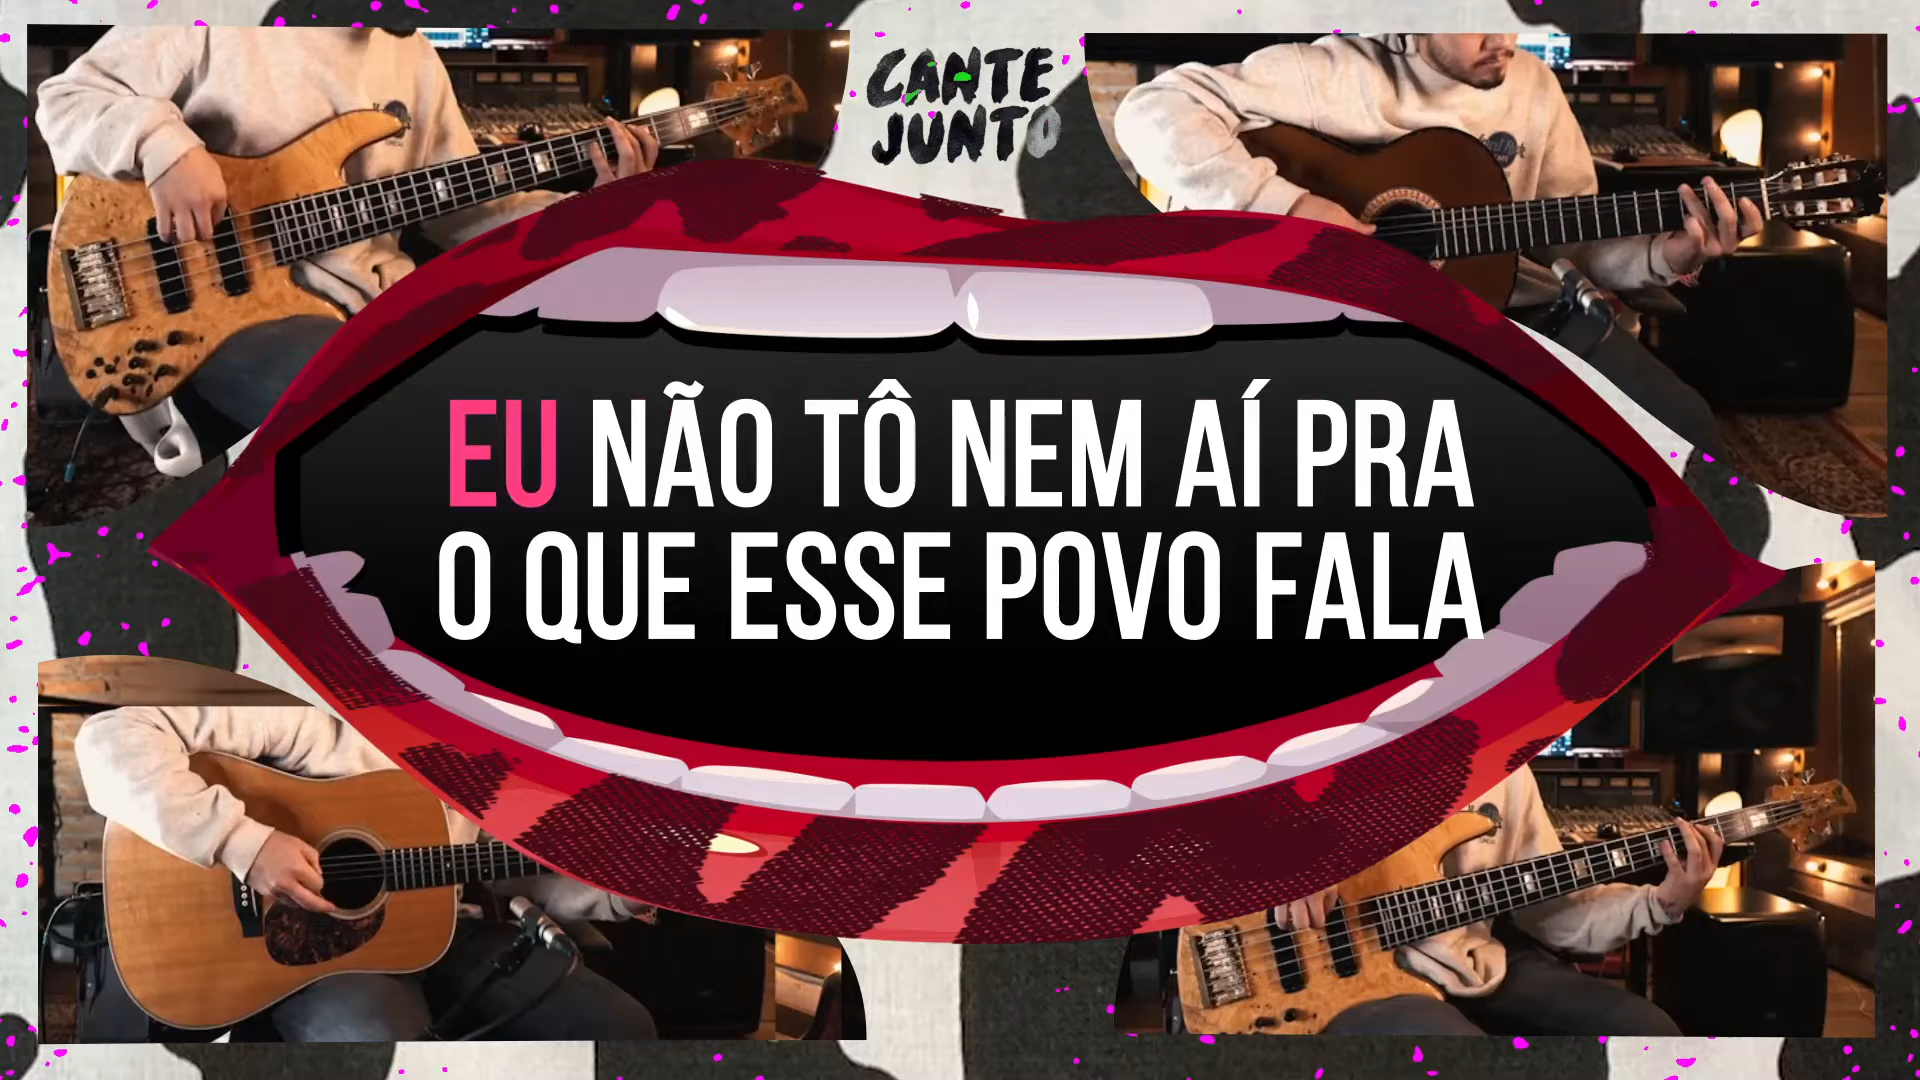 CANTE
JUNTO
EU NÃO TÔ NEM AÍ PRA
O QUE ESSE POVO FALA